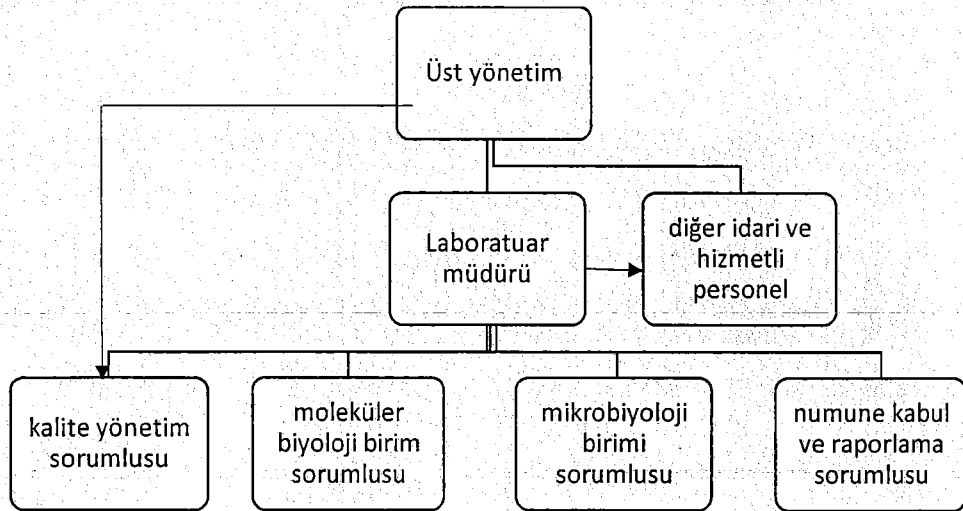 Üst yönetim
Laboratuar
müdürü
diğer idari ve
hizmetli
personel
kalite yönetim
sorumlusu
moleküler
biyoloji birim
sorumlusu
mikrobiyoloji
birimi
sorumlusu
numune kabul
ve raporlama
sorumlusu